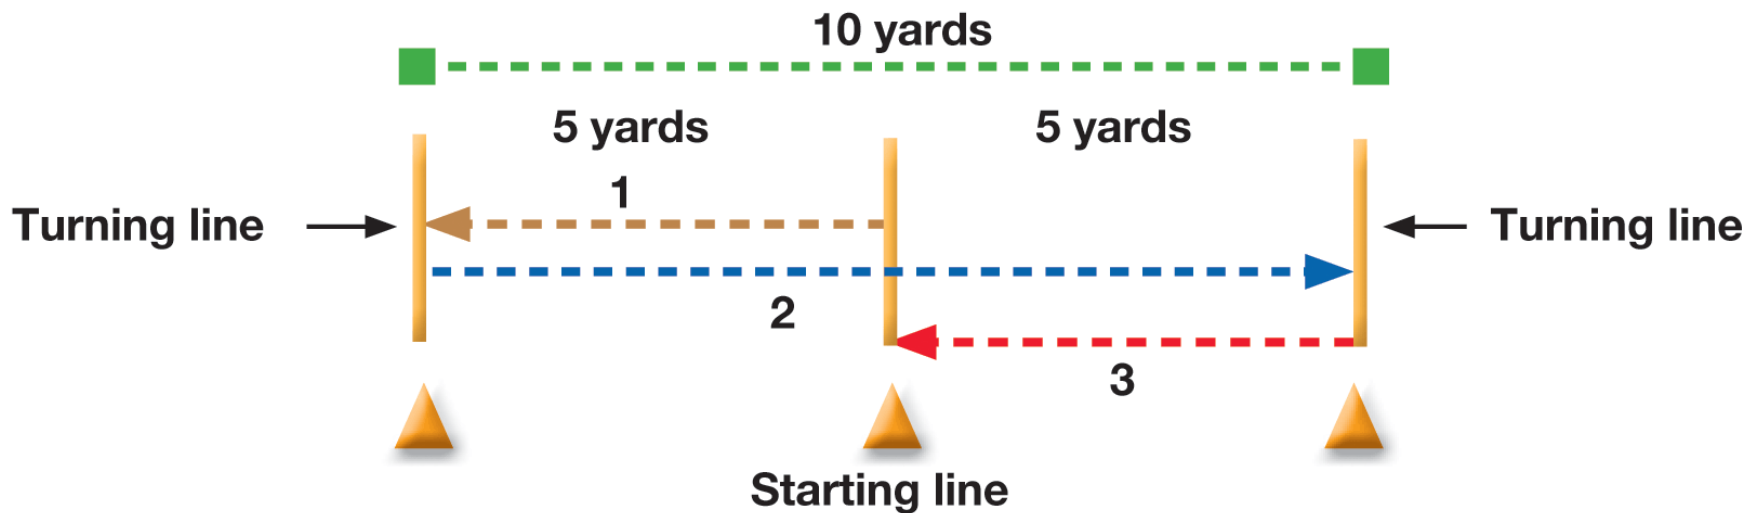 10 yards
5 yards 5 yards
1
Turning line Turning line
2
3
Starting line